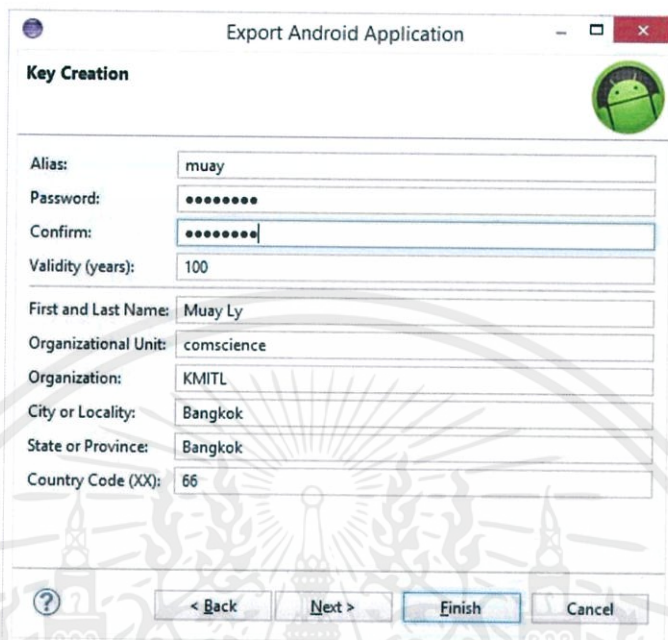 Export Android Application
Key Creation
Alias: muay
Password: ••••••••
Confirm: ••••••••
Validity (years): 100
First and Last Name: Muay Ly
Organizational Unit: comscience
Organization: KMITL
City or Locality: Bangkok
State or Province: Bangkok
Country Code (XX): 66
? < Back Next > Finish Cancel